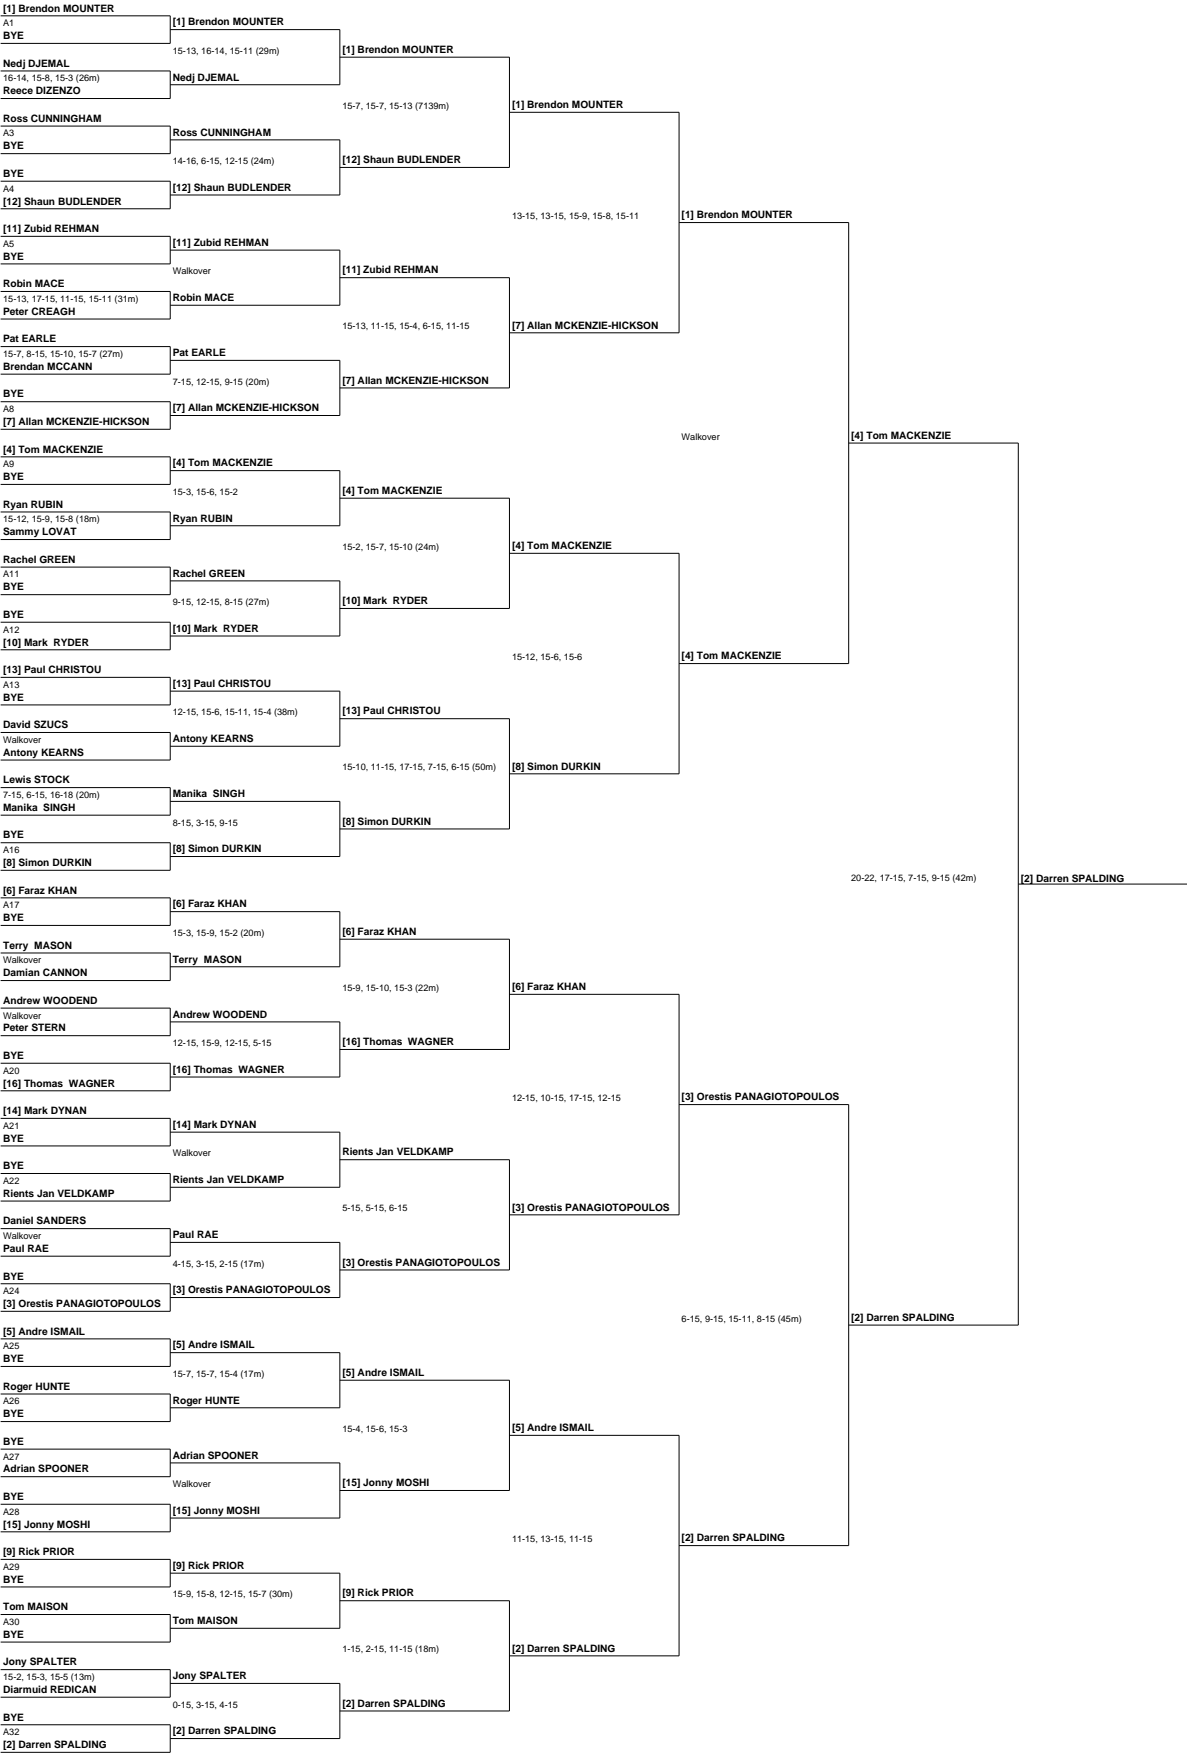 [1] Brendon MOUNTER
A1
BYE
Nedj DJEMAL
16-14, 15-8, 15-3 (26m)
Reece DIZENZO
Ross CUNNINGHAM
A3
BYE
BYE
A4
[12] Shaun BUDLENDER
[11] Zubid REHMAN
A5
BYE
Robin MACE
15-13, 17-15, 11-15, 15-11 (31m)
Peter CREAGH
Pat EARLE
15-7, 8-15, 15-10, 15-7 (27m)
Brendan MCCANN
BYE
A8
[7] Allan MCKENZIE-HICKSON
[4] Tom MACKENZIE
A9
BYE
Ryan RUBIN
15-12, 15-9, 15-8 (18m)
Sammy LOVAT
Rachel GREEN
A11
BYE
BYE
A12
[10] Mark  RYDER
[13] Paul CHRISTOU
A13
BYE
David SZUCS
Walkover
Antony KEARNS
Lewis STOCK
7-15, 6-15, 16-18 (20m)
Manika  SINGH
BYE
A16
[8] Simon DURKIN
[6] Faraz KHAN
A17
BYE
Terry  MASON
Walkover
Damian CANNON
Andrew WOODEND
Walkover
Peter STERN
BYE
A20
[16] Thomas  WAGNER
[14] Mark DYNAN
A21
BYE
BYE
A22
Rients Jan VELDKAMP
Daniel SANDERS
Walkover
Paul RAE
BYE
A24
[3] Orestis PANAGIOTOPOULOS
[5] Andre ISMAIL
A25
BYE
Roger HUNTE
A26
BYE
BYE
A27
Adrian SPOONER
BYE
A28
[15] Jonny MOSHI
[9] Rick PRIOR
A29
BYE
Tom MAISON
A30
BYE
Jony SPALTER
15-2, 15-3, 15-5 (13m)
Diarmuid REDICAN
BYE
A32
[2] Darren SPALDING
[1] Brendon MOUNTER
15-13, 16-14, 15-11 (29m)
Nedj DJEMAL
Ross CUNNINGHAM
14-16, 6-15, 12-15 (24m)
[12] Shaun BUDLENDER
[11] Zubid REHMAN
Walkover
Robin MACE
Pat EARLE
7-15, 12-15, 9-15 (20m)
[7] Allan MCKENZIE-HICKSON
[4] Tom MACKENZIE
15-3, 15-6, 15-2
Ryan RUBIN
Rachel GREEN
9-15, 12-15, 8-15 (27m)
[10] Mark  RYDER
[13] Paul CHRISTOU
12-15, 15-6, 15-11, 15-4 (38m)
Antony KEARNS
Manika  SINGH
8-15, 3-15, 9-15
[8] Simon DURKIN
[6] Faraz KHAN
15-3, 15-9, 15-2 (20m)
Terry  MASON
Andrew WOODEND
12-15, 15-9, 12-15, 5-15
[16] Thomas  WAGNER
[14] Mark DYNAN
Walkover
Rients Jan VELDKAMP
Paul RAE
4-15, 3-15, 2-15 (17m)
[3] Orestis PANAGIOTOPOULOS
[5] Andre ISMAIL
15-7, 15-7, 15-4 (17m)
Roger HUNTE
Adrian SPOONER
Walkover
[15] Jonny MOSHI
[9] Rick PRIOR
15-9, 15-8, 12-15, 15-7 (30m)
Tom MAISON
Jony SPALTER
0-15, 3-15, 4-15
[2] Darren SPALDING
[1] Brendon MOUNTER
15-7, 15-7, 15-13 (7139m)
[12] Shaun BUDLENDER
[11] Zubid REHMAN
15-13, 11-15, 15-4, 6-15, 11-15
[7] Allan MCKENZIE-HICKSON
[4] Tom MACKENZIE
15-2, 15-7, 15-10 (24m)
[10] Mark  RYDER
[13] Paul CHRISTOU
15-10, 11-15, 17-15, 7-15, 6-15 (50m)
[8] Simon DURKIN
[6] Faraz KHAN
15-9, 15-10, 15-3 (22m)
[16] Thomas  WAGNER
Rients Jan VELDKAMP
5-15, 5-15, 6-15
[3] Orestis PANAGIOTOPOULOS
[5] Andre ISMAIL
15-4, 15-6, 15-3
[15] Jonny MOSHI
[9] Rick PRIOR
1-15, 2-15, 11-15 (18m)
[2] Darren SPALDING
[1] Brendon MOUNTER
13-15, 13-15, 15-9, 15-8, 15-11
[7] Allan MCKENZIE-HICKSON
[4] Tom MACKENZIE
15-12, 15-6, 15-6
[8] Simon DURKIN
[6] Faraz KHAN
12-15, 10-15, 17-15, 12-15
[3] Orestis PANAGIOTOPOULOS
[5] Andre ISMAIL
11-15, 13-15, 11-15
[2] Darren SPALDING
[1] Brendon MOUNTER
Walkover
[4] Tom MACKENZIE
[3] Orestis PANAGIOTOPOULOS
6-15, 9-15, 15-11, 8-15 (45m)
[2] Darren SPALDING
[4] Tom MACKENZIE
20-22, 17-15, 7-15, 9-15 (42m)
[2] Darren SPALDING
[2] Darren SPALDING